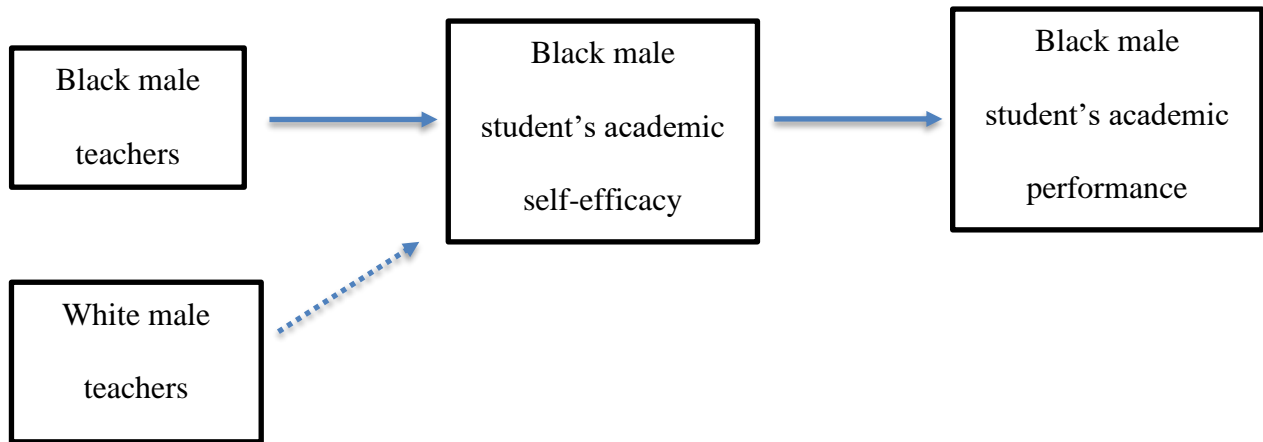 Black male
teachers
Black male
student’s academic
self-efficacy
Black male
student’s academic
performance
White male
teachers